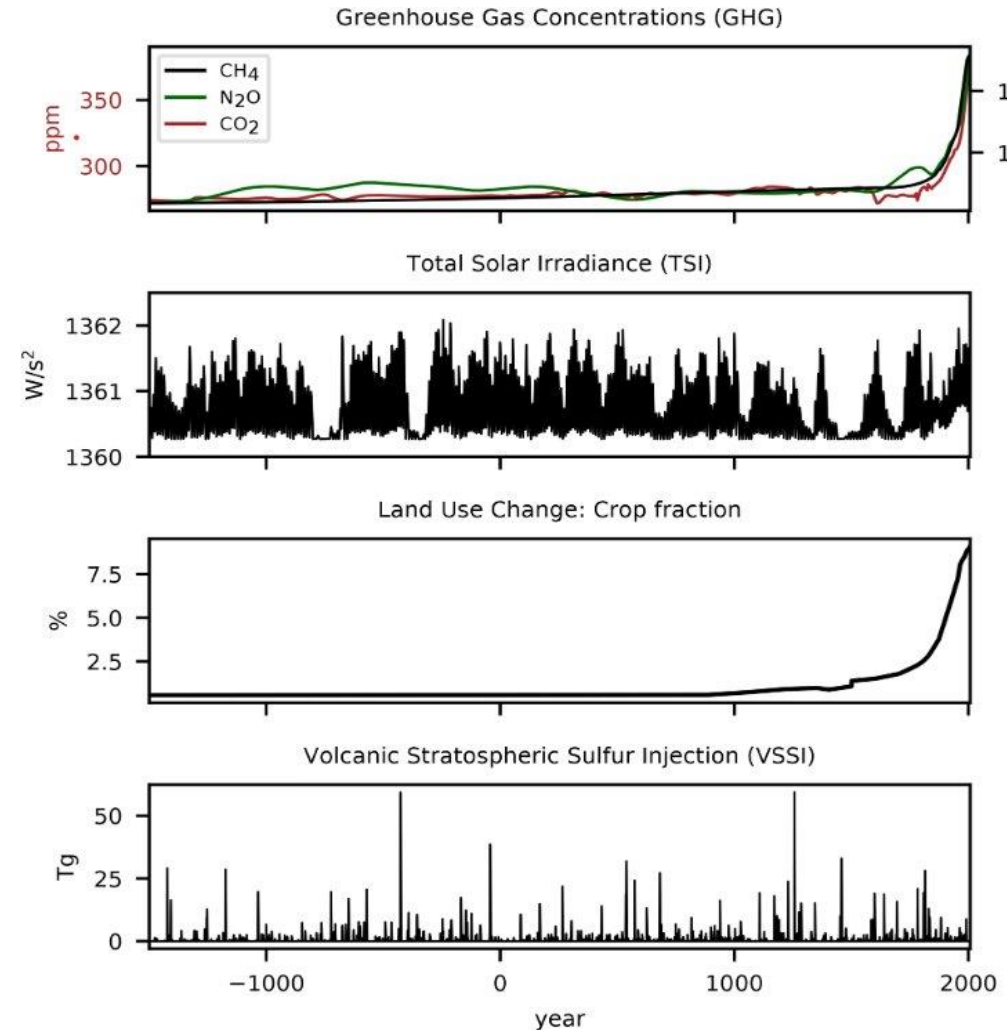 Greenhouse Gas Concentrations (GHG)
CH4
N2O
CO2
350
300
ppm
1
1
Total Solar Irradiance (TSI)
1362
1361
1360
W/s²
Land Use Change: Crop fraction
7.5
5.0
2.5
%
Volcanic Stratospheric Sulfur Injection (VSSI)
50
25
0
Tg
−1000
0
1000
2000
year